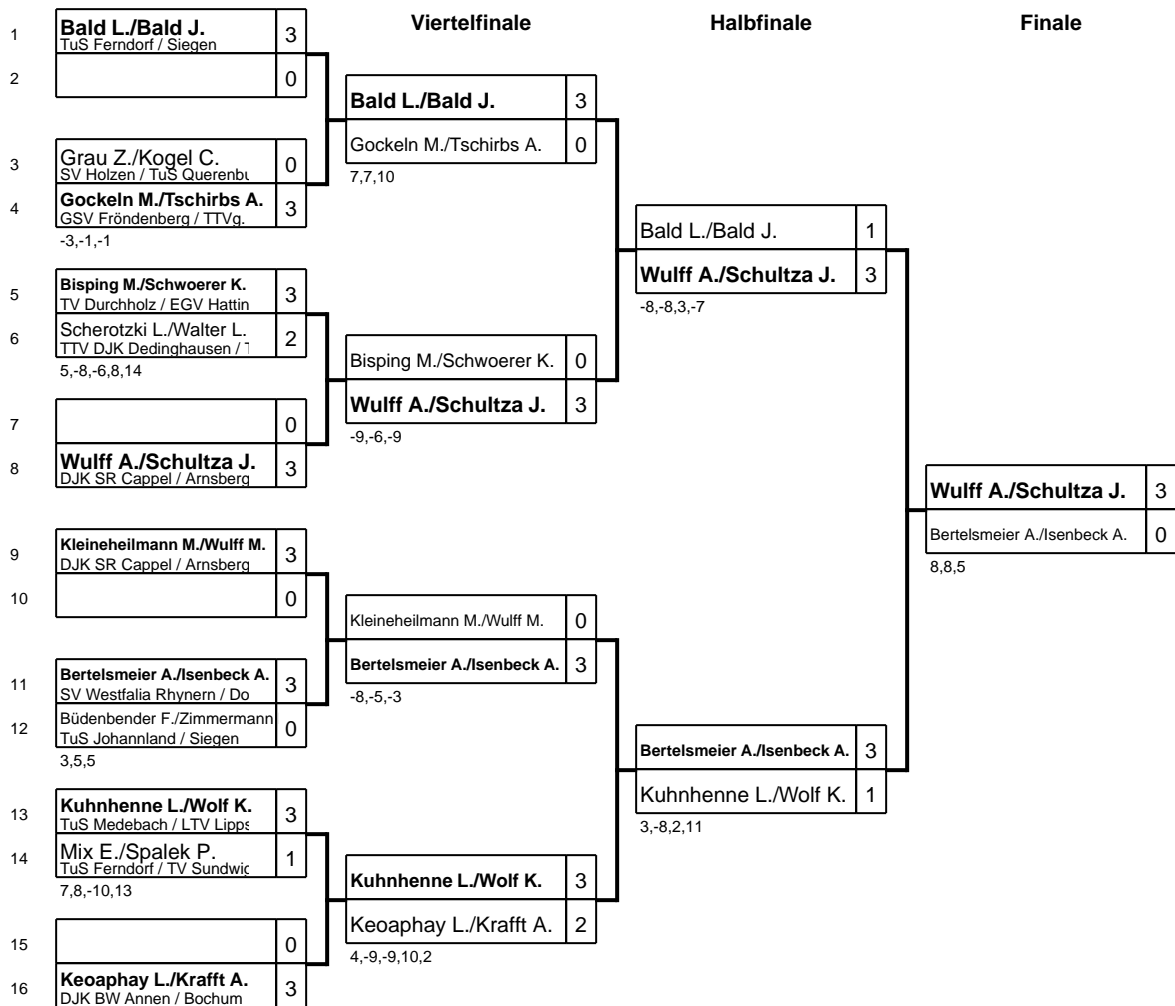 Viertelfinale
Halbfinale
Finale
1
Bald L./Bald J.
TuS Ferndorf / Siegen
3
2
0
3
Grau Z./Kogel C.
SV Holzen / TuS Querenbu
0
4
Gockeln M./Tschirbs A.
GSV Fröndenberg / TTVg.
3
-3,-1,-1
5
Bisping M./Schwoerer K.
TV Durchholz / EGV Hattin
3
6
Scherotzki L./Walter L.
TTV DJK Dedinghausen /
2
5,-8,-6,8,14
7
0
8
Wulff A./Schultza J.
DJK SR Cappel / Arnsberg
3
9
Kleineheilmann M./Wulff M.
DJK SR Cappel / Arnsberg
3
10
0
11
Bertelsmeier A./Isenbeck A.
SV Westfalia Rhynern / Do
3
12
Büdenbender F./Zimmermann
TuS Johannland / Siegen
0
3,5,5
13
Kuhnhenne L./Wolf K.
TuS Medebach / LTV Lipps
3
14
Mix E./Spalek P.
TuS Ferndorf / TV Sundwig
1
7,8,-10,13
15
0
16
Keoaphay L./Krafft A.
DJK BW Annen / Bochum
3
Bald L./Bald J.
3
Gockeln M./Tschirbs A.
0
7,7,10
Bisping M./Schwoerer K.
0
Wulff A./Schultza J.
3
-9,-6,-9
Kleineheilmann M./Wulff M.
0
Bertelsmeier A./Isenbeck A.
3
-8,-5,-3
Kuhnhenne L./Wolf K.
3
Keoaphay L./Krafft A.
2
4,-9,-9,10,2
Bald L./Bald J.
1
Wulff A./Schultza J.
3
-8,-8,3,-7
Bertelsmeier A./Isenbeck A.
3
Kuhnhenne L./Wolf K.
1
3,-8,2,11
Wulff A./Schultza J.
3
Bertelsmeier A./Isenbeck A.
0
8,8,5